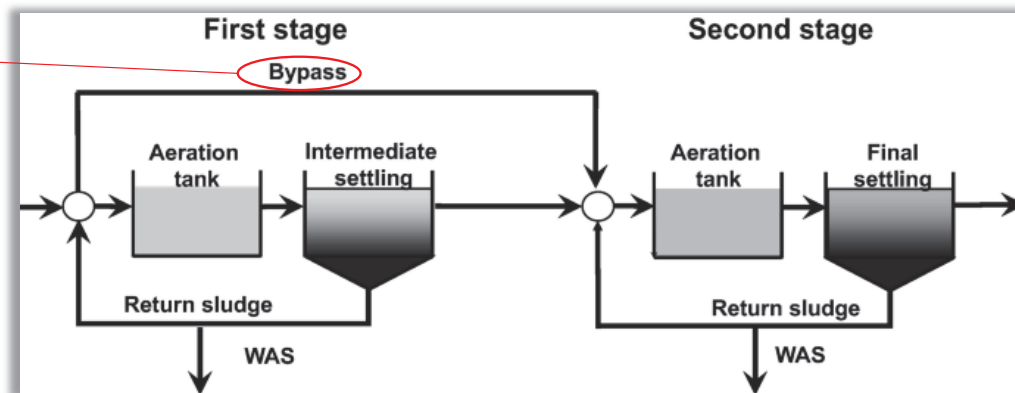 First stage
Second stage
Bypass
Aeration
tank
Intermediate
settling
Aeration
tank
Final
settling
Return sludge
WAS
Return sludge
WAS